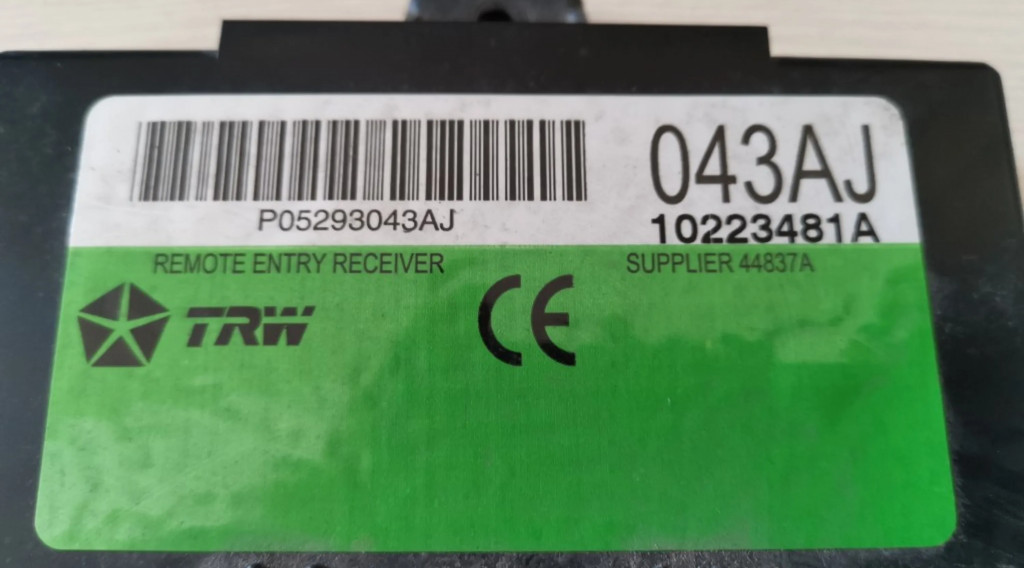 043AJ
P05293043AJ
10223481A
REMOTE ENTRY RECEIVER
SUPPLIER 44837A
TRW
CE